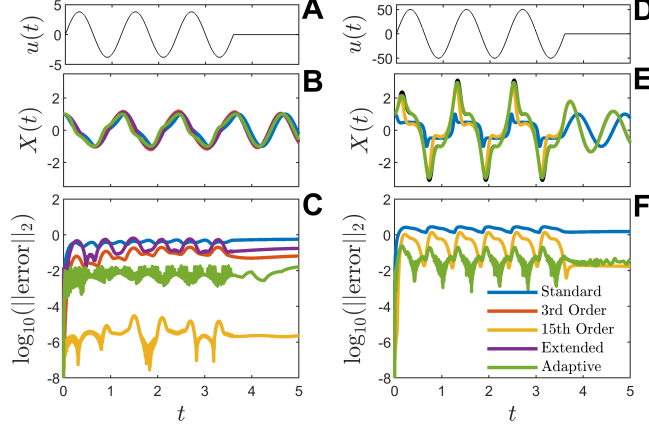 A
5
0
-5
u(t)
B
2
0
-2
X(t)
C
2
0
-2
-4
-6
-8
log10(||error||2)
0 1 2 3 4 5
t
D
50
0
-50
u(t)
E
2
0
-2
X(t)
F
2
0
-2
-4
-6
-8
log10(||error||2)
Standard
3rd Order
15th Order
Extended
Adaptive
0 1 2 3 4 5
t